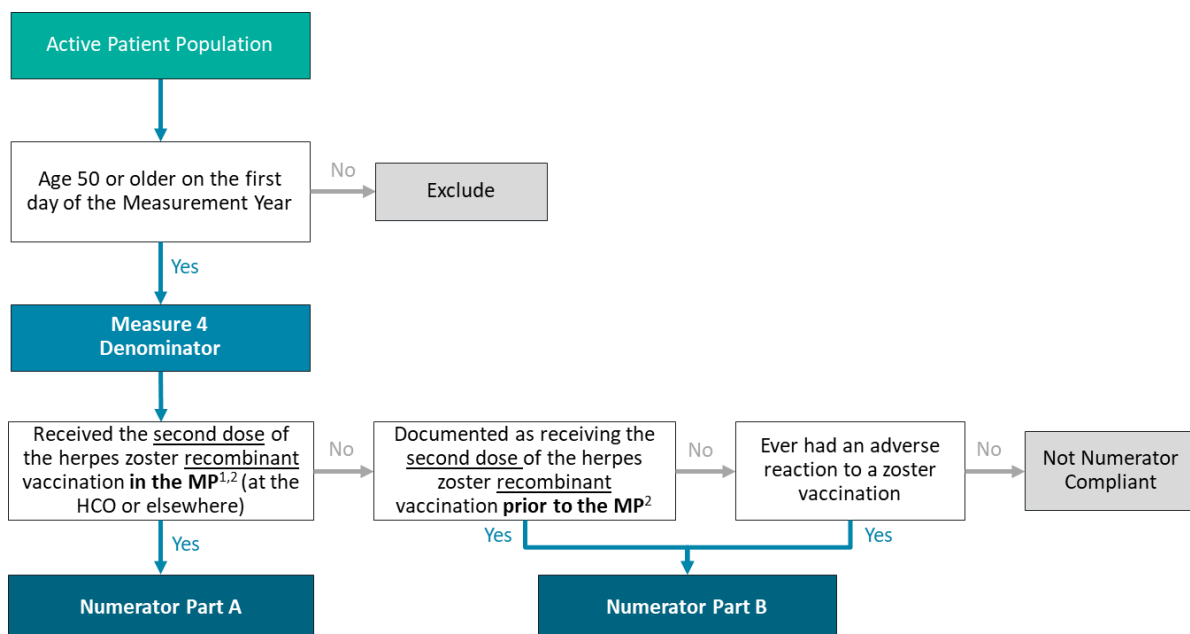 Active Patient Population
Age 50 or older on the first
day of the Measurement Year
No
Exclude
Yes
Measure 4
Denominator
Received the second dose of
the herpes zoster recombinant
vaccination in the MP1,2 (at the
HCO or elsewhere)
No
Documented as receiving the
second dose of the herpes
zoster recombinant
vaccination prior to the MP2
No
Ever had an adverse
reaction to a zoster
vaccination
No
Not Numerator
Compliant
Yes
Yes
Yes
Numerator Part A
Numerator Part B